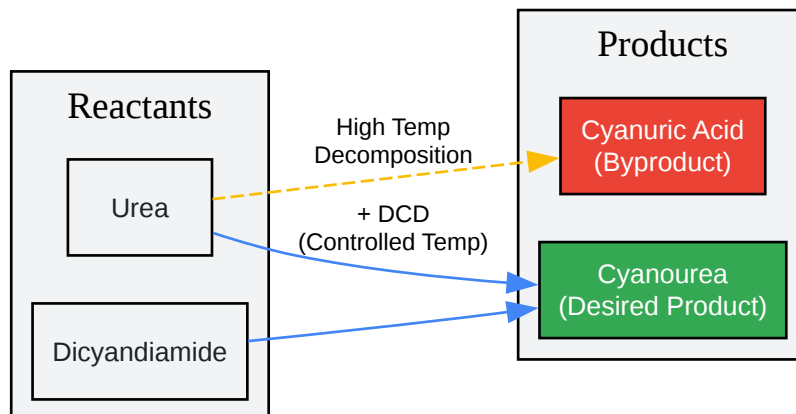 Reactants
Urea
Dicyandiamide
High Temp
Decomposition
+ DCD
(Controlled Temp)
Products
Cyanuric Acid
(Byproduct)
Cyanourea
(Desired Product)